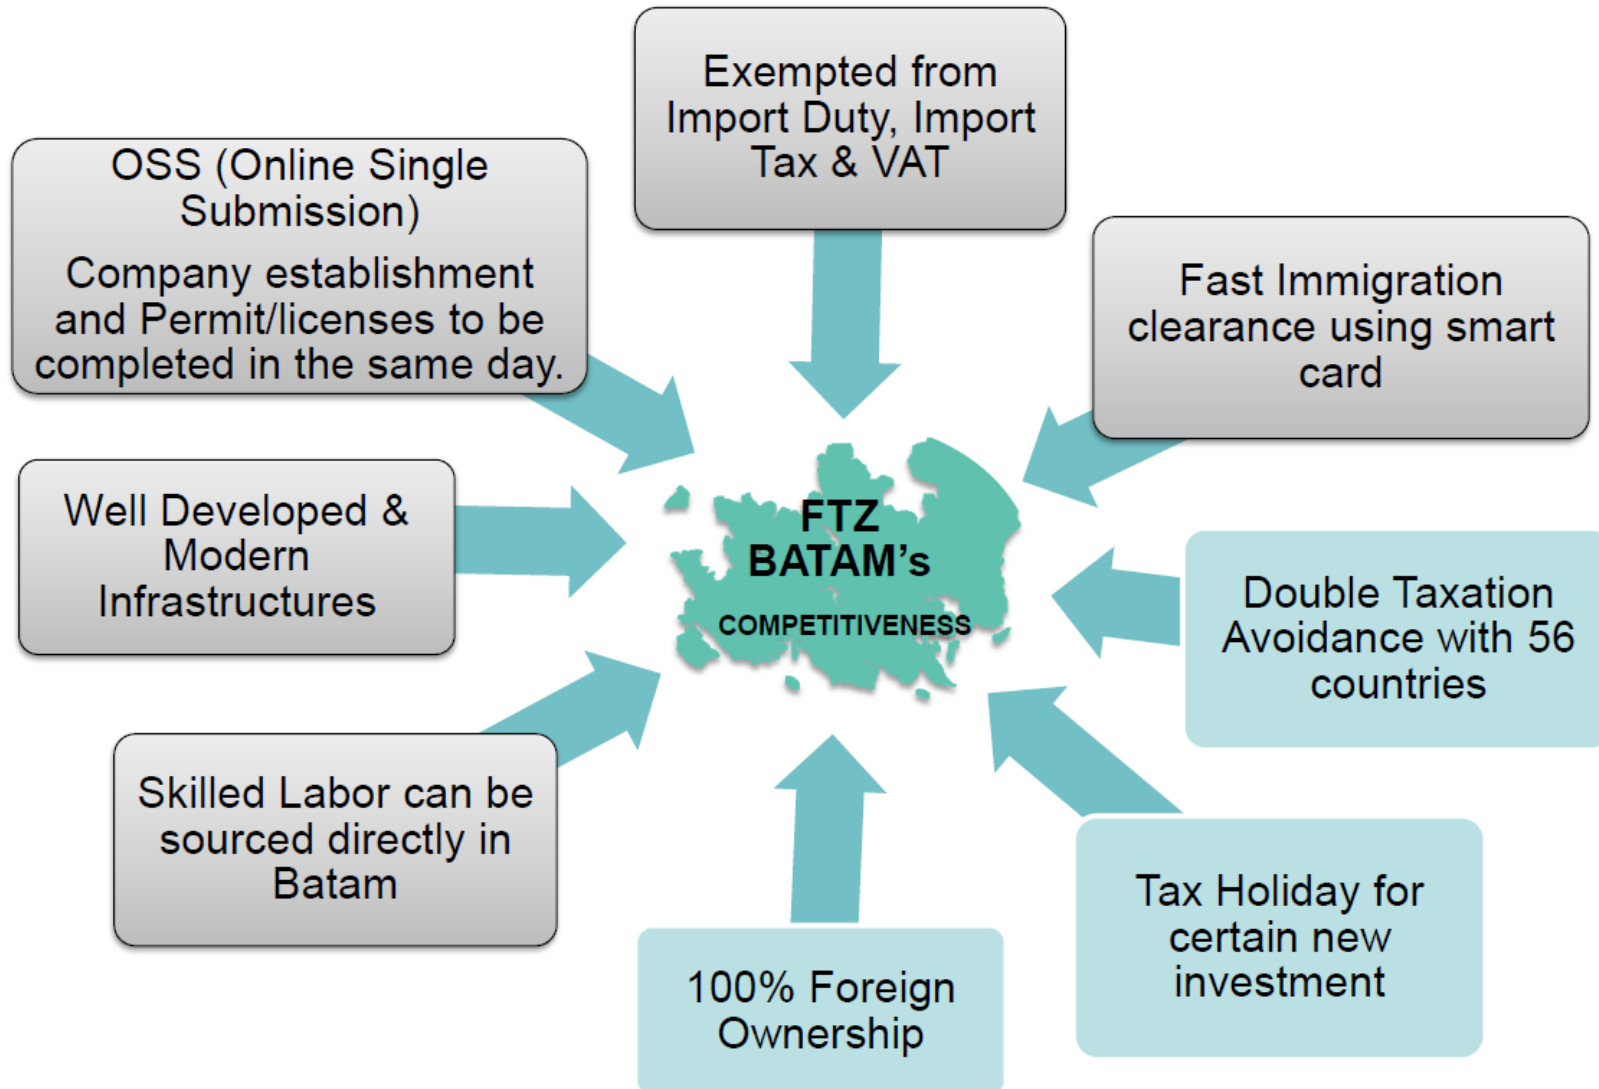 Exempted from
Import Duty, Import
Tax & VAT
OSS (Online Single
Submission)
Company establishment
and Permit/licenses to be
completed in the same day.
Fast Immigration
clearance using smart
card
Well Developed &
Modern
Infrastructures
FTZ
BATAM's
COMPETITIVENESS
Double Taxation
Avoidance with 56
countries
Skilled Labor can be
sourced directly in
Batam
Tax Holiday for
certain new
investment
100% Foreign
Ownership